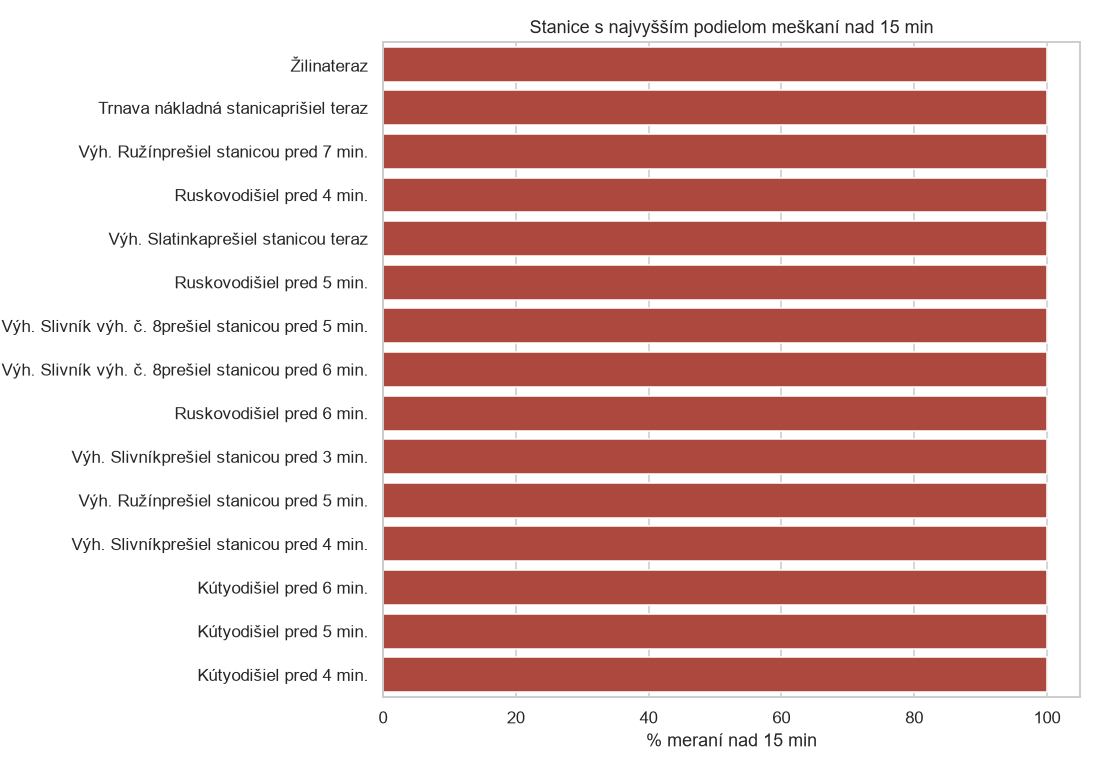 Stanice s najvyšším podielom meškaní nad 15 min
Žilinateraz
Trnava nákladná stanicaprišiel teraz
Výh. Ružínprešiel stanicou pred 7 min.
Ruskovodišiel pred 4 min.
Výh. Slatinkaprešiel stanicou teraz
Ruskovodišiel pred 5 min.
Výh. Slivník výh. č. 8prešiel stanicou pred 5 min.
Výh. Slivník výh. č. 8prešiel stanicou pred 6 min.
Ruskovodišiel pred 6 min.
Výh. Slivníkprešiel stanicou pred 3 min.
Výh. Ružínprešiel stanicou pred 5 min.
Výh. Slivníkprešiel stanicou pred 4 min.
Kútyodišiel pred 6 min.
Kútyodišiel pred 5 min.
Kútyodišiel pred 4 min.
0 20 40 60 80 100
% meraní nad 15 min